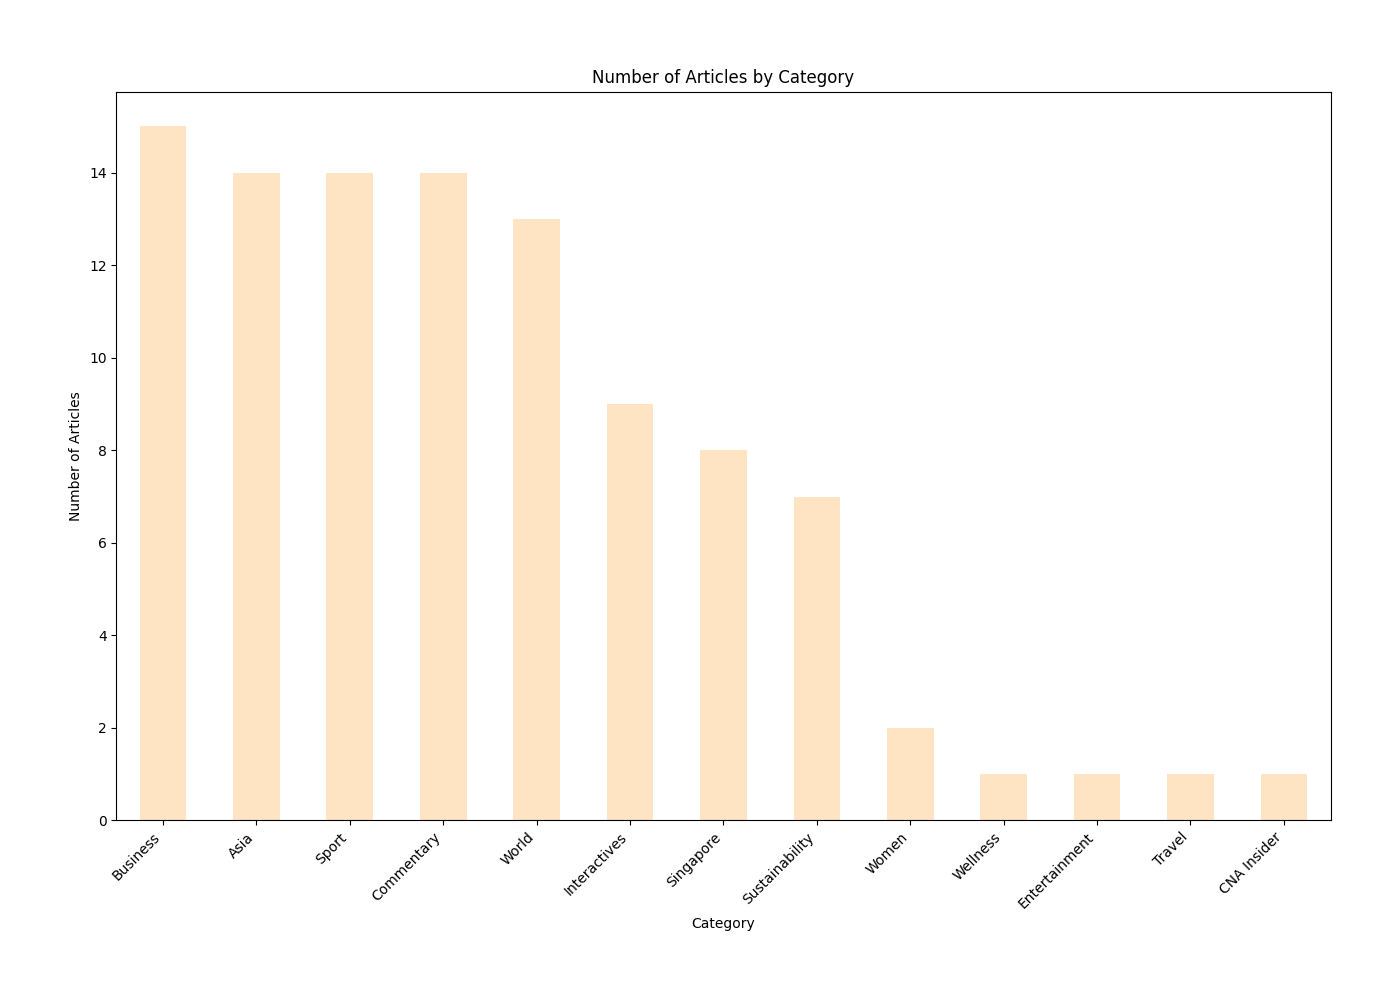 Number of Articles by Category
Number of Articles
14
12
10
8
6
4
2
0
Business
Asia
Sport
Commentary
World
Interactives
Singapore
Sustainability
Women
Wellness
Entertainment
Travel
CNA Insider
Category